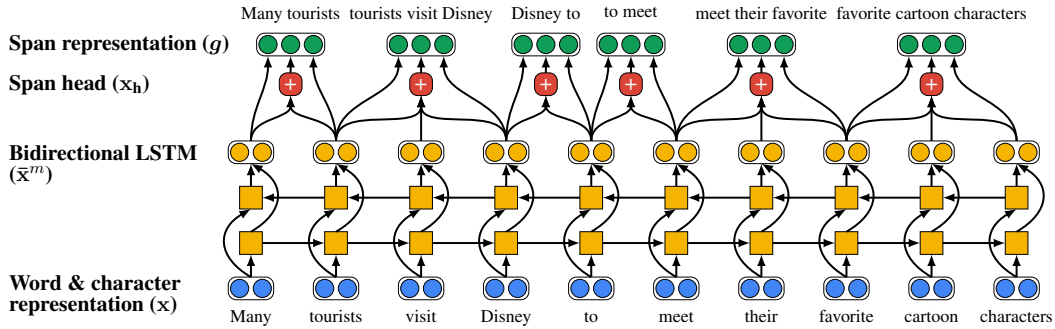 Many tourists tourists visit Disney Disney to to meet meet their favorite favorite cartoon characters
Span representation (g)
Span head (x_h)
+ + + + + +
Bidirectional LSTM
(x̄^m)
Word & character
representation (x)
Many tourists visit Disney to meet their favorite cartoon characters